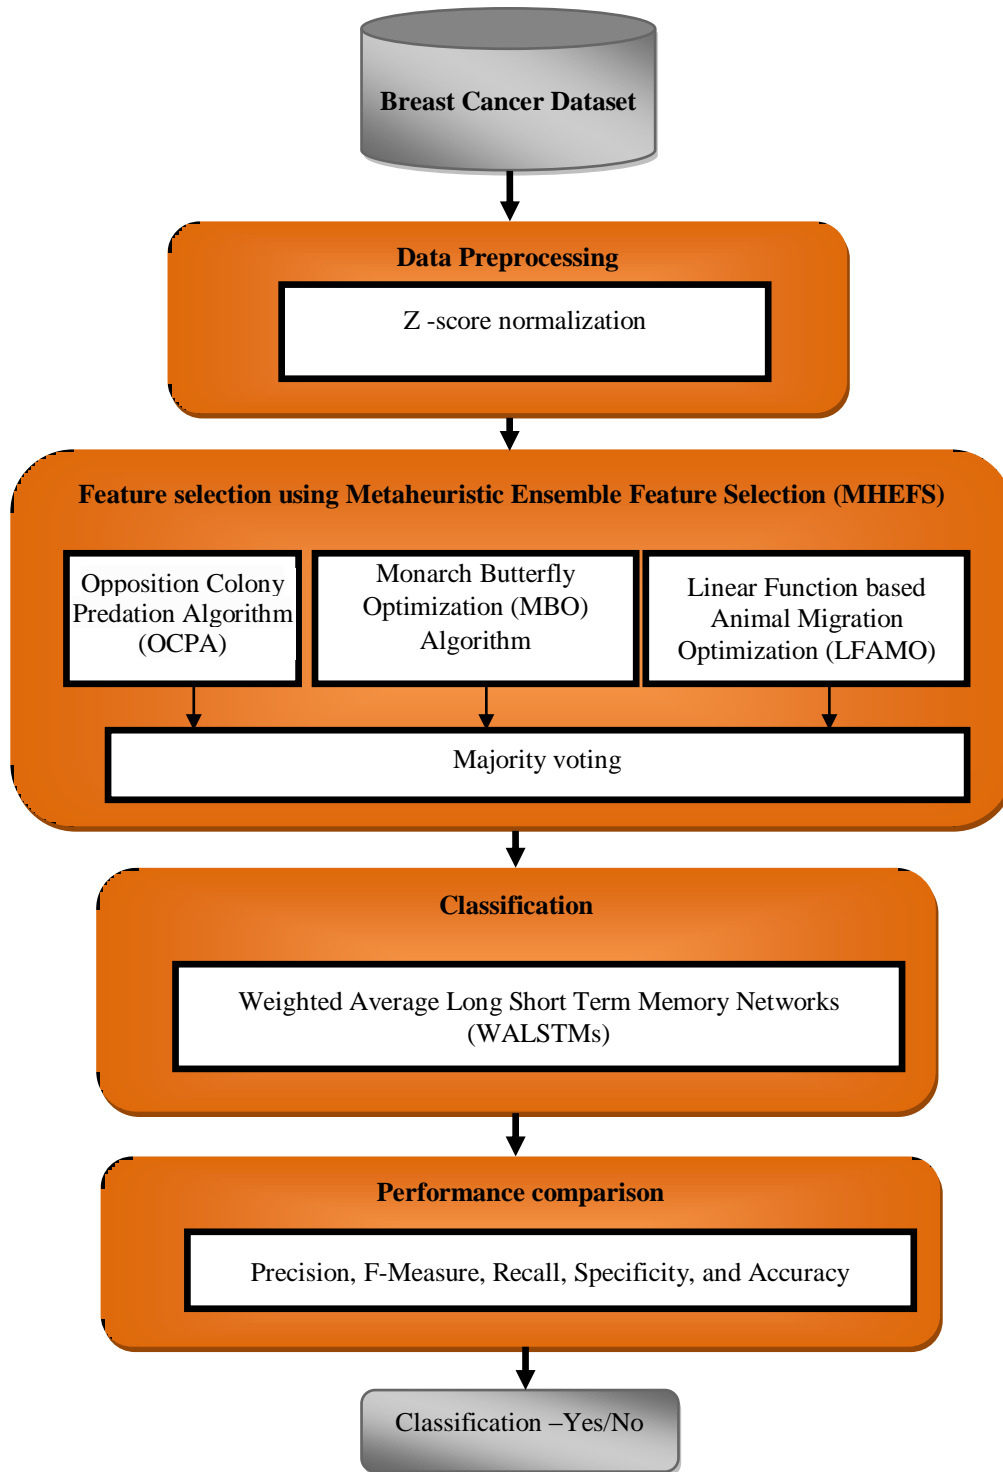 Breast Cancer Dataset
Data Preprocessing
Z -score normalization
Feature selection using Metaheuristic Ensemble Feature Selection (MHEFS)
Opposition Colony
Predation Algorithm
(OCPA)
Monarch Butterfly
Optimization (MBO)
Algorithm
Linear Function based
Animal Migration
Optimization (LFAMO)
Majority voting
Classification
Weighted Average Long Short Term Memory Networks
(WALSTMs)
Performance comparison
Precision, F-Measure, Recall, Specificity, and Accuracy
Classification –Yes/No